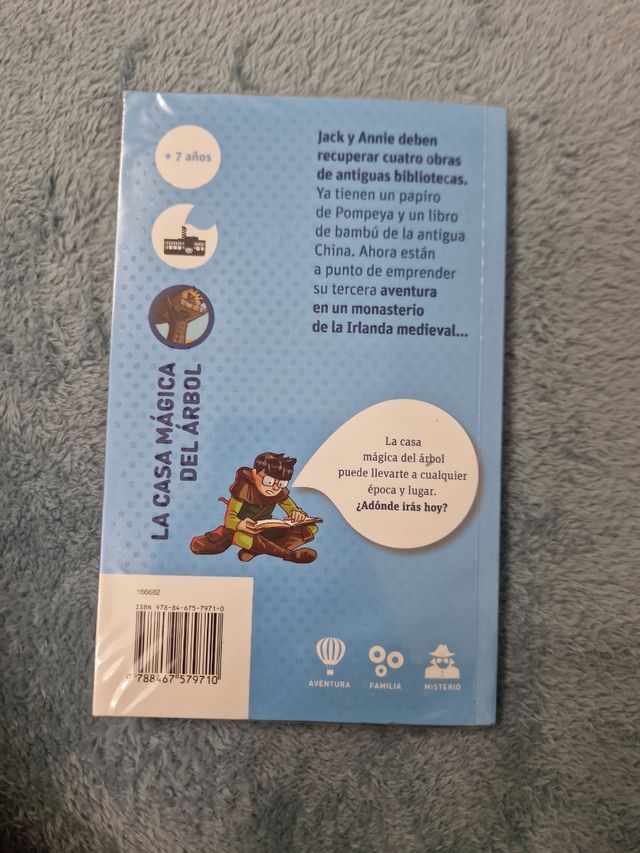 + 7 años
Jack y Annie deben
recuperar cuatro obras
de antiguas bibliotecas.
Ya tienen un papiro
de Pompeya y un libro
de bambú de la antigua
China. Ahora están
a punto de emprender
su tercera aventura
en un monasterio
de la Irlanda medieval...
LA CASA MÁGICA
DEL ÁRBOL
La casa
mágica del árbol
puede llevarte a cualquier
época y lugar.
¿Adónde irás hoy?
166682
ISBN 978-84-675-7971-0
9 788467 579710
AVENTURA
FAMILIA
MISTERIO